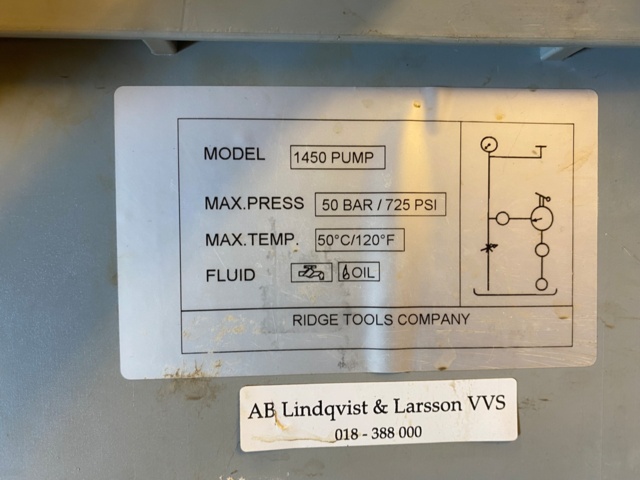 MODEL 1450 PUMP
MAX.PRESS 50 BAR / 725 PSI
MAX.TEMP. 50°C/120°F
FLUID OIL
RIDGE TOOLS COMPANY
AB Lindqvist & Larsson VVS
018 - 388 000